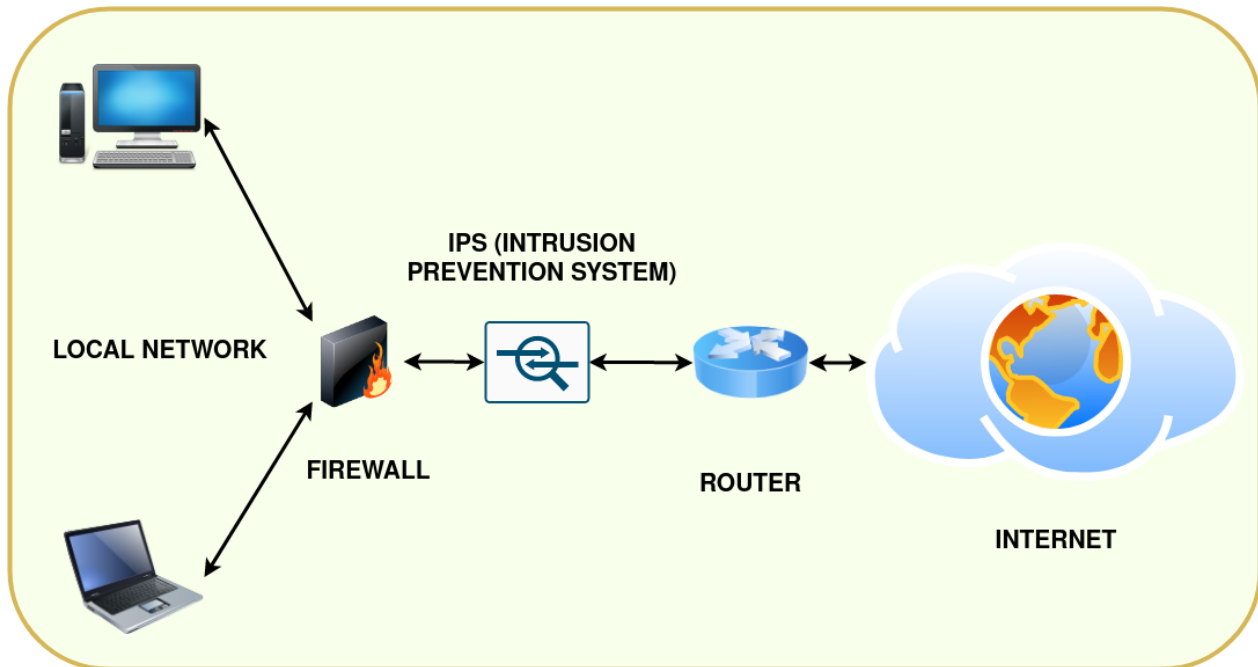 IPS (INTRUSION
PREVENTION SYSTEM)
LOCAL NETWORK
FIREWALL
ROUTER
INTERNET